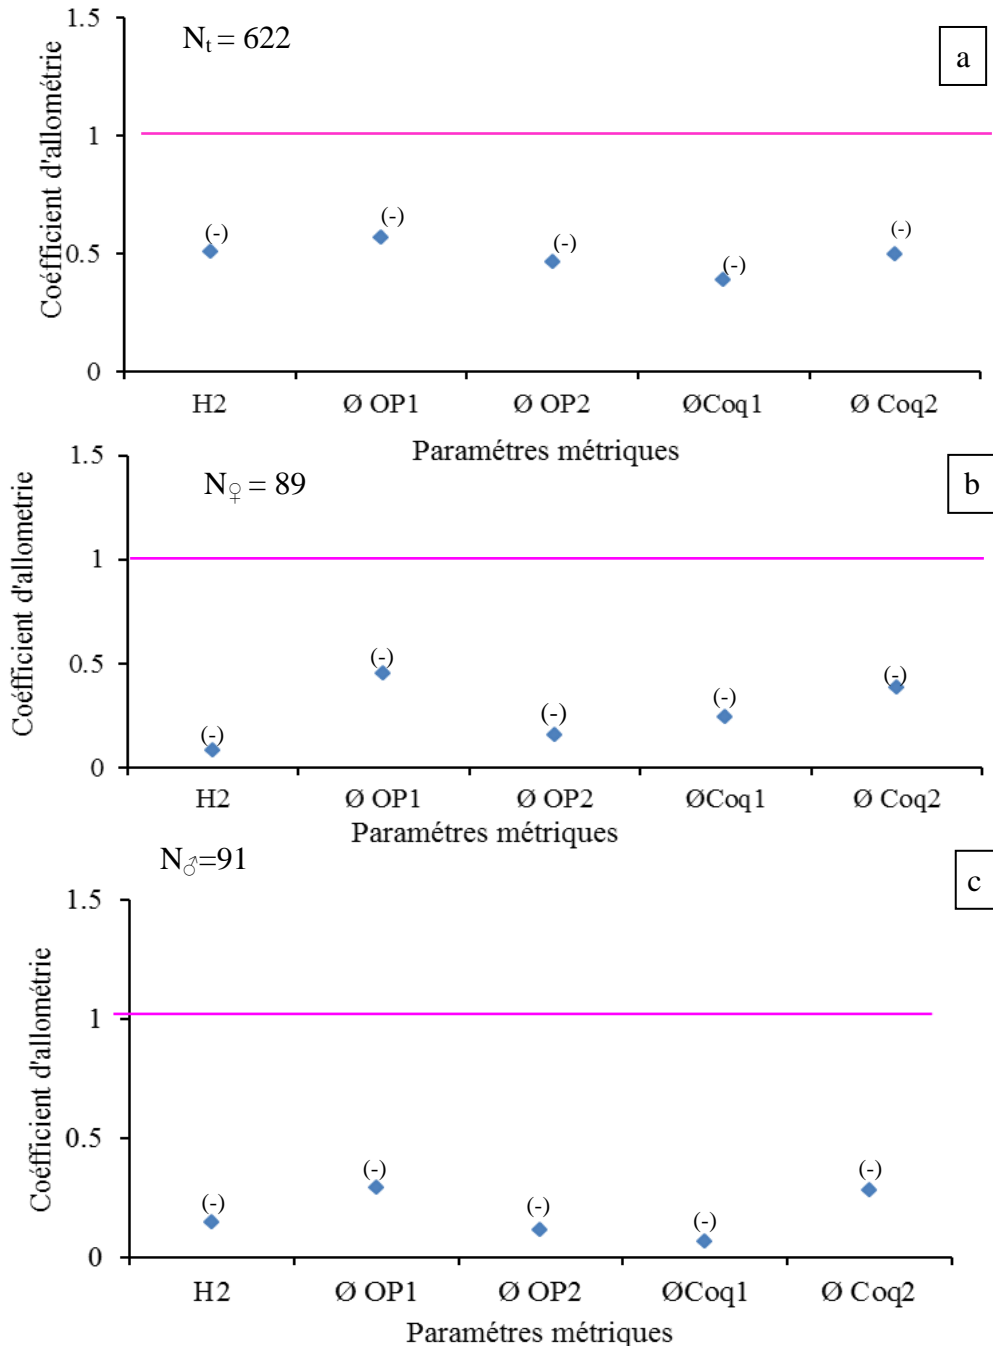 N_t = 622
a
Coéfficient d'allométrie
1.5
1
0.5
0
(-)
(-)
(-)
(-)
(-)
H2
Ø OP1
Ø OP2
ØCoq1
Ø Coq2
Paramétres métriques
N♀ = 89
b
Coéfficient d'allometrie
1.5
1
0.5
0
(-)
(-)
(-)
(-)
(-)
H2
Ø OP1
Ø OP2
ØCoq1
Ø Coq2
Paramétres métriques
N♂=91
c
Coéfficient d'allométrie
1.5
1
0.5
0
(-)
(-)
(-)
(-)
(-)
H2
Ø OP1
Ø OP2
ØCoq1
Ø Coq2
Paramétres métriques